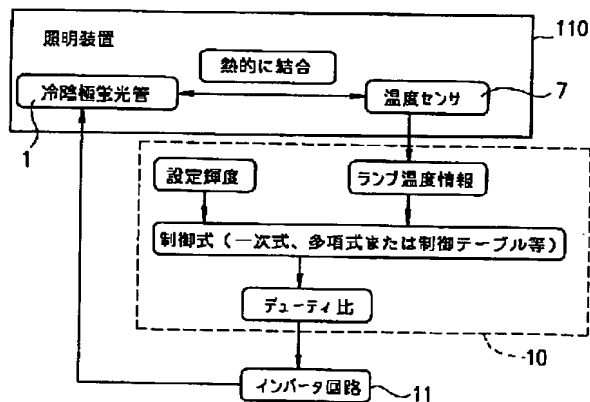 照明装置
110
熱的に結合
冷陰極蛍光管
温度センサ
7
1
設定輝度
ランプ温度情報
制御式(一次式、多項式または制御テーブル等)
デューティ比
10
インバータ回路
11